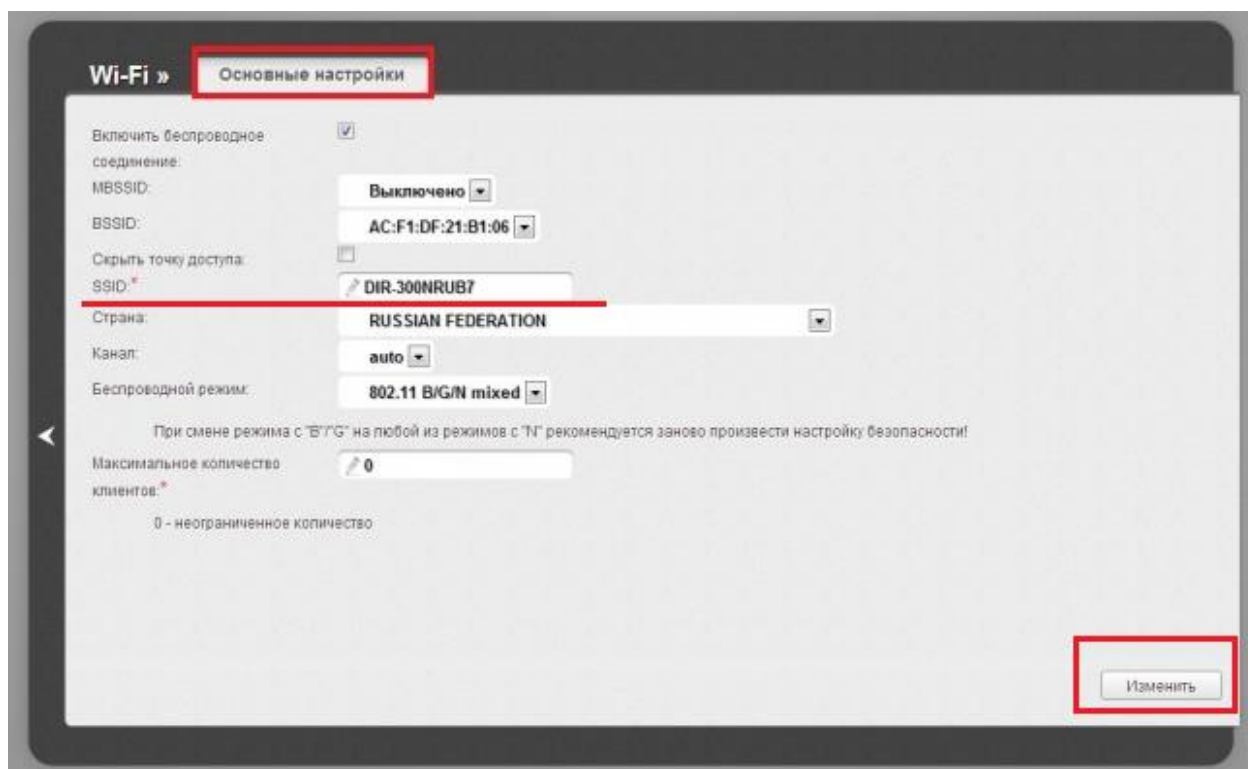 Wi-Fi » Основные настройки
Включить беспроводное
соединение:
MBSSID: Выключено
BSSID: AC:F1:DF:21:B1:06
Скрыть точку доступа:
SSID:* DIR-300NRUB7
Страна: RUSSIAN FEDERATION
Канал: auto
Беспроводной режим: 802.11 B/G/N mixed
При смене режима с "B"/"G" на любой из режимов с "N" рекомендуется заново произвести настройку безопасности!
Максимальное количество 0
клиентов:*
0 - неограниченное количество
Изменить